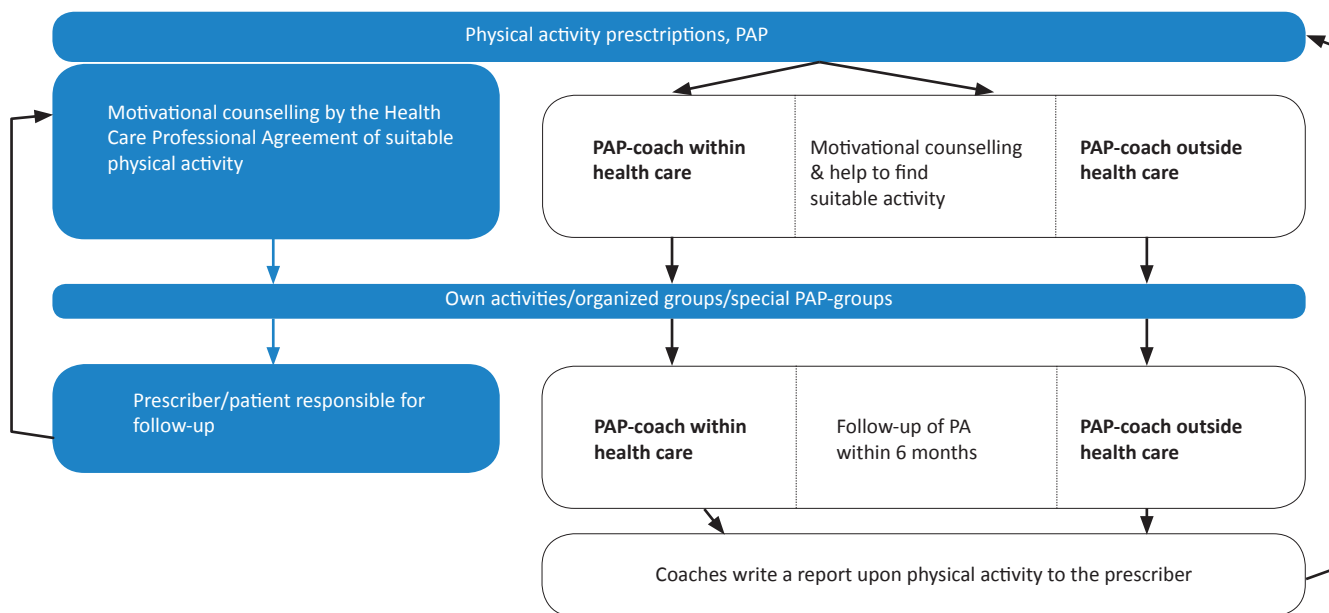 Physical activity presctriptions, PAP
Motivational counselling by the Health
Care Professional Agreement of suitable
physical activity
PAP-coach within
health care
Motivational counselling
& help to find
suitable activity
PAP-coach outside
health care
Own activities/organized groups/special PAP-groups
Prescriber/patient responsible for
follow-up
PAP-coach within
health care
Follow-up of PA
within 6 months
PAP-coach outside
health care
Coaches write a report upon physical activity to the prescriber